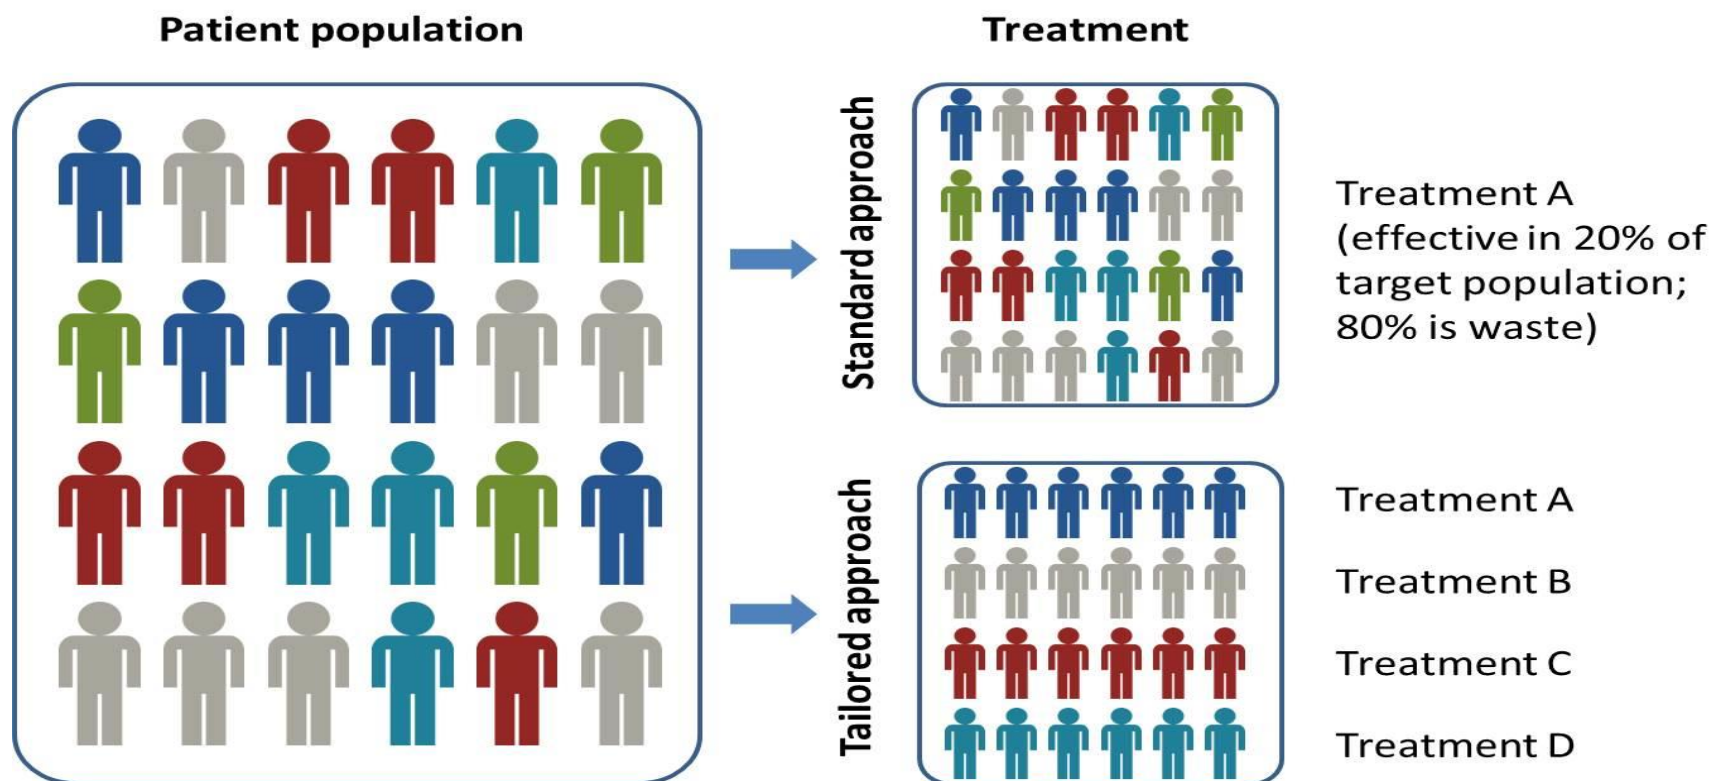 Patient population
Treatment
Standard approach
Treatment A
(effective in 20% of
target population;
80% is waste)
Tailored approach
Treatment A
Treatment B
Treatment C
Treatment D